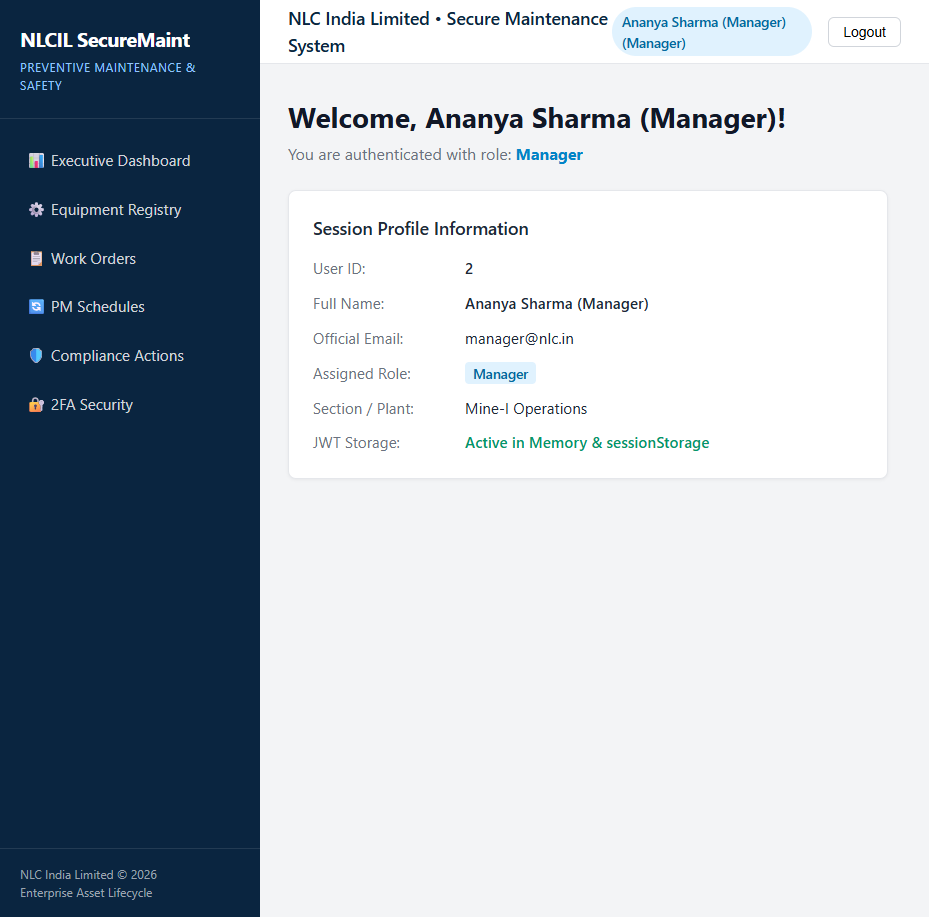 NLCIL SecureMaint
PREVENTIVE MAINTENANCE &
SAFETY
Executive Dashboard
Equipment Registry
Work Orders
PM Schedules
Compliance Actions
2FA Security
NLC India Limited © 2026
Enterprise Asset Lifecycle
NLC India Limited • Secure Maintenance
System
Ananya Sharma (Manager)
(Manager)
Logout
Welcome, Ananya Sharma (Manager)!
You are authenticated with role: Manager
Session Profile Information
User ID: 2
Full Name: Ananya Sharma (Manager)
Official Email: manager@nlc.in
Assigned Role: Manager
Section / Plant: Mine-I Operations
JWT Storage: Active in Memory & sessionStorage